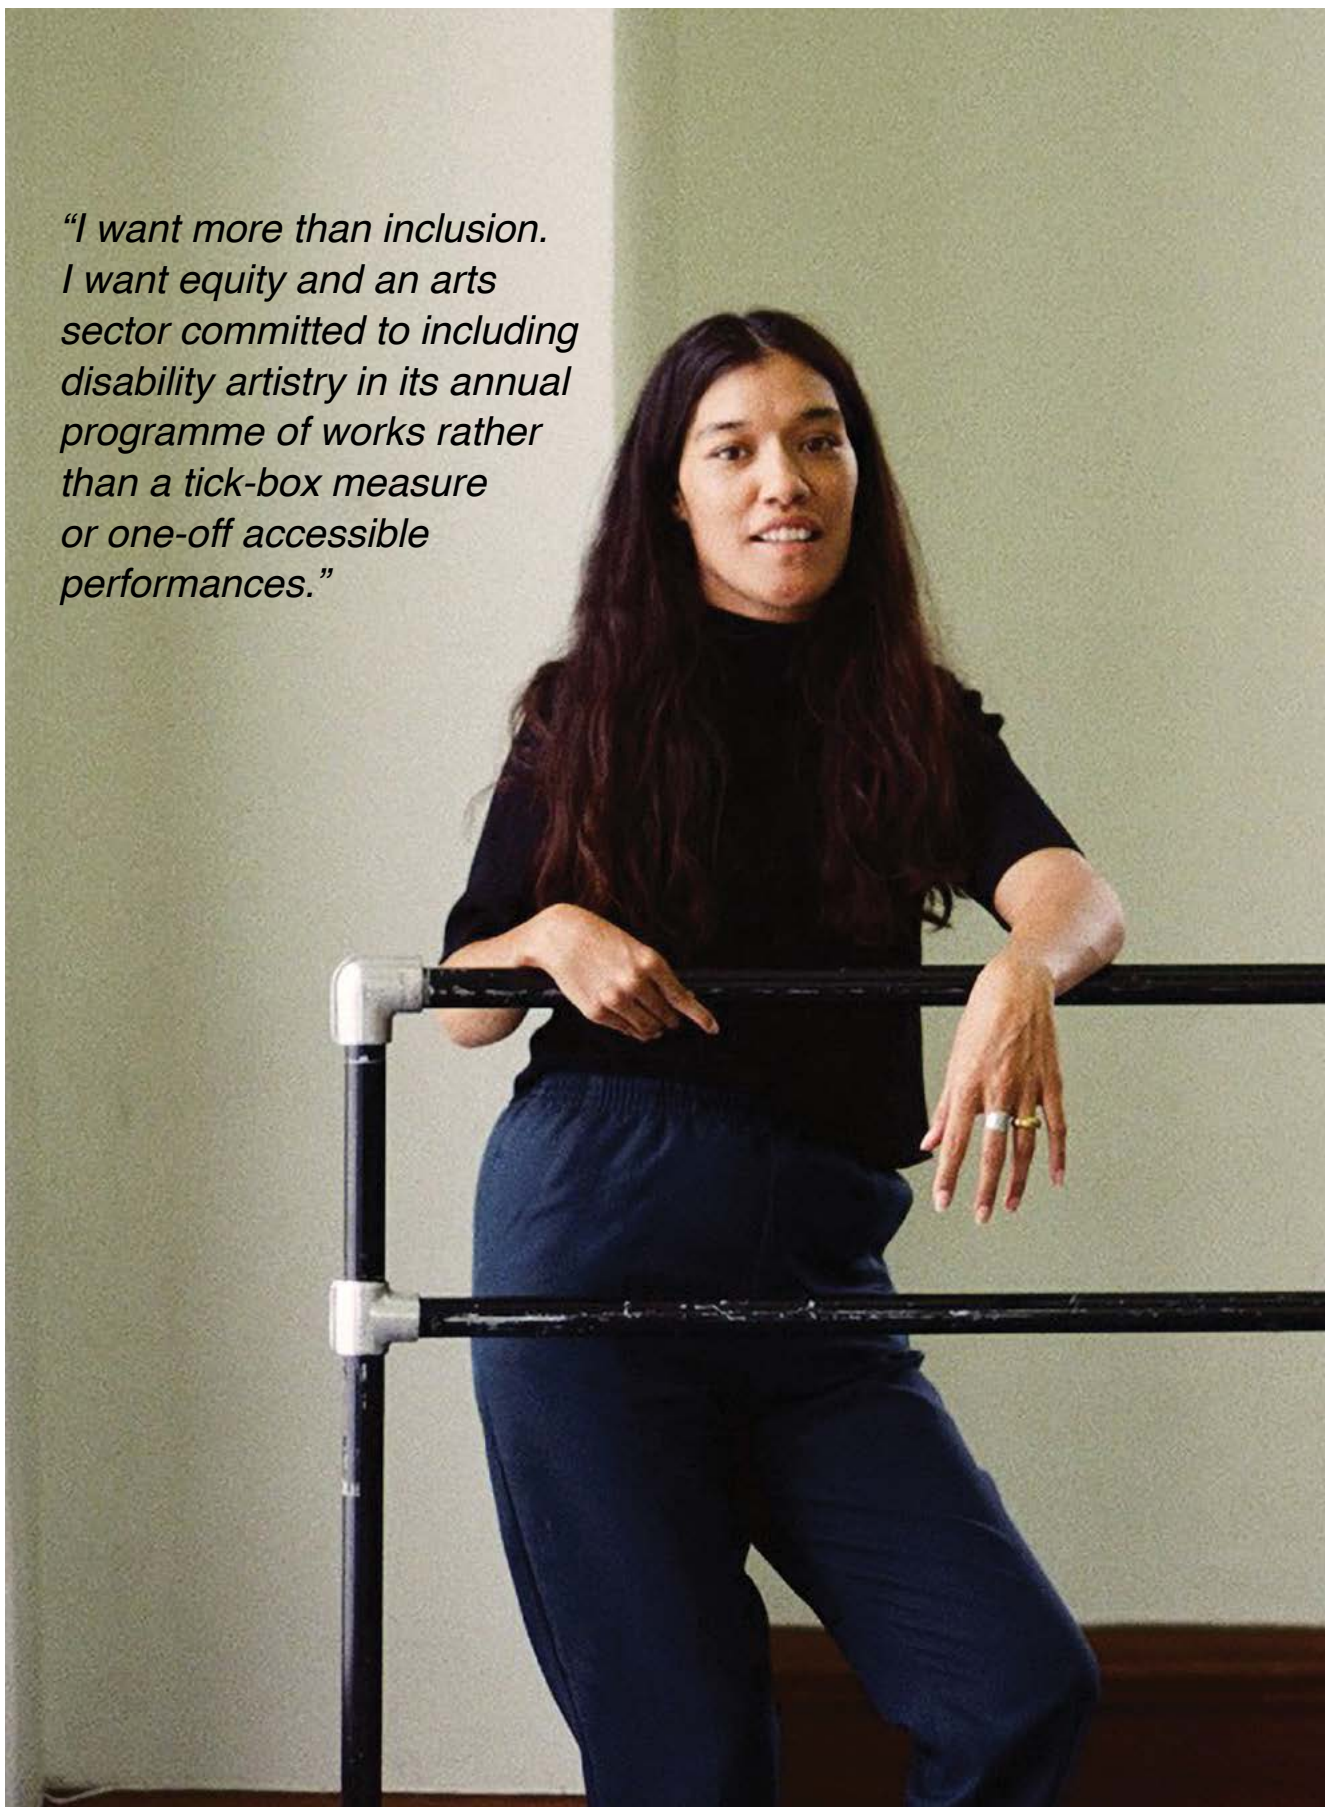 “I want more than inclusion.
I want equity and an arts
sector committed to including
disability artistry in its annual
programme of works rather
than a tick-box measure
or one-off accessible
performances.”